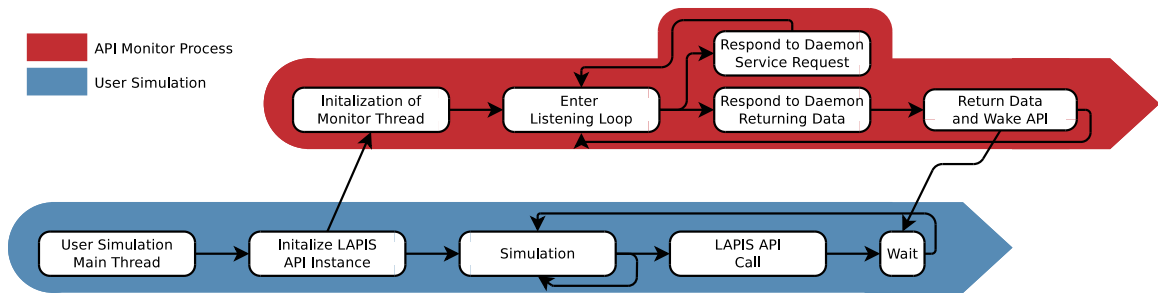 API Monitor Process
User Simulation
Respond to Daemon
Service Request
Initalization of
Monitor Thread
Enter
Listening Loop
Respond to Daemon
Returning Data
Return Data
and Wake API
User Simulation
Main Thread
Initalize LAPIS
API Instance
Simulation
LAPIS API
Call
Wait